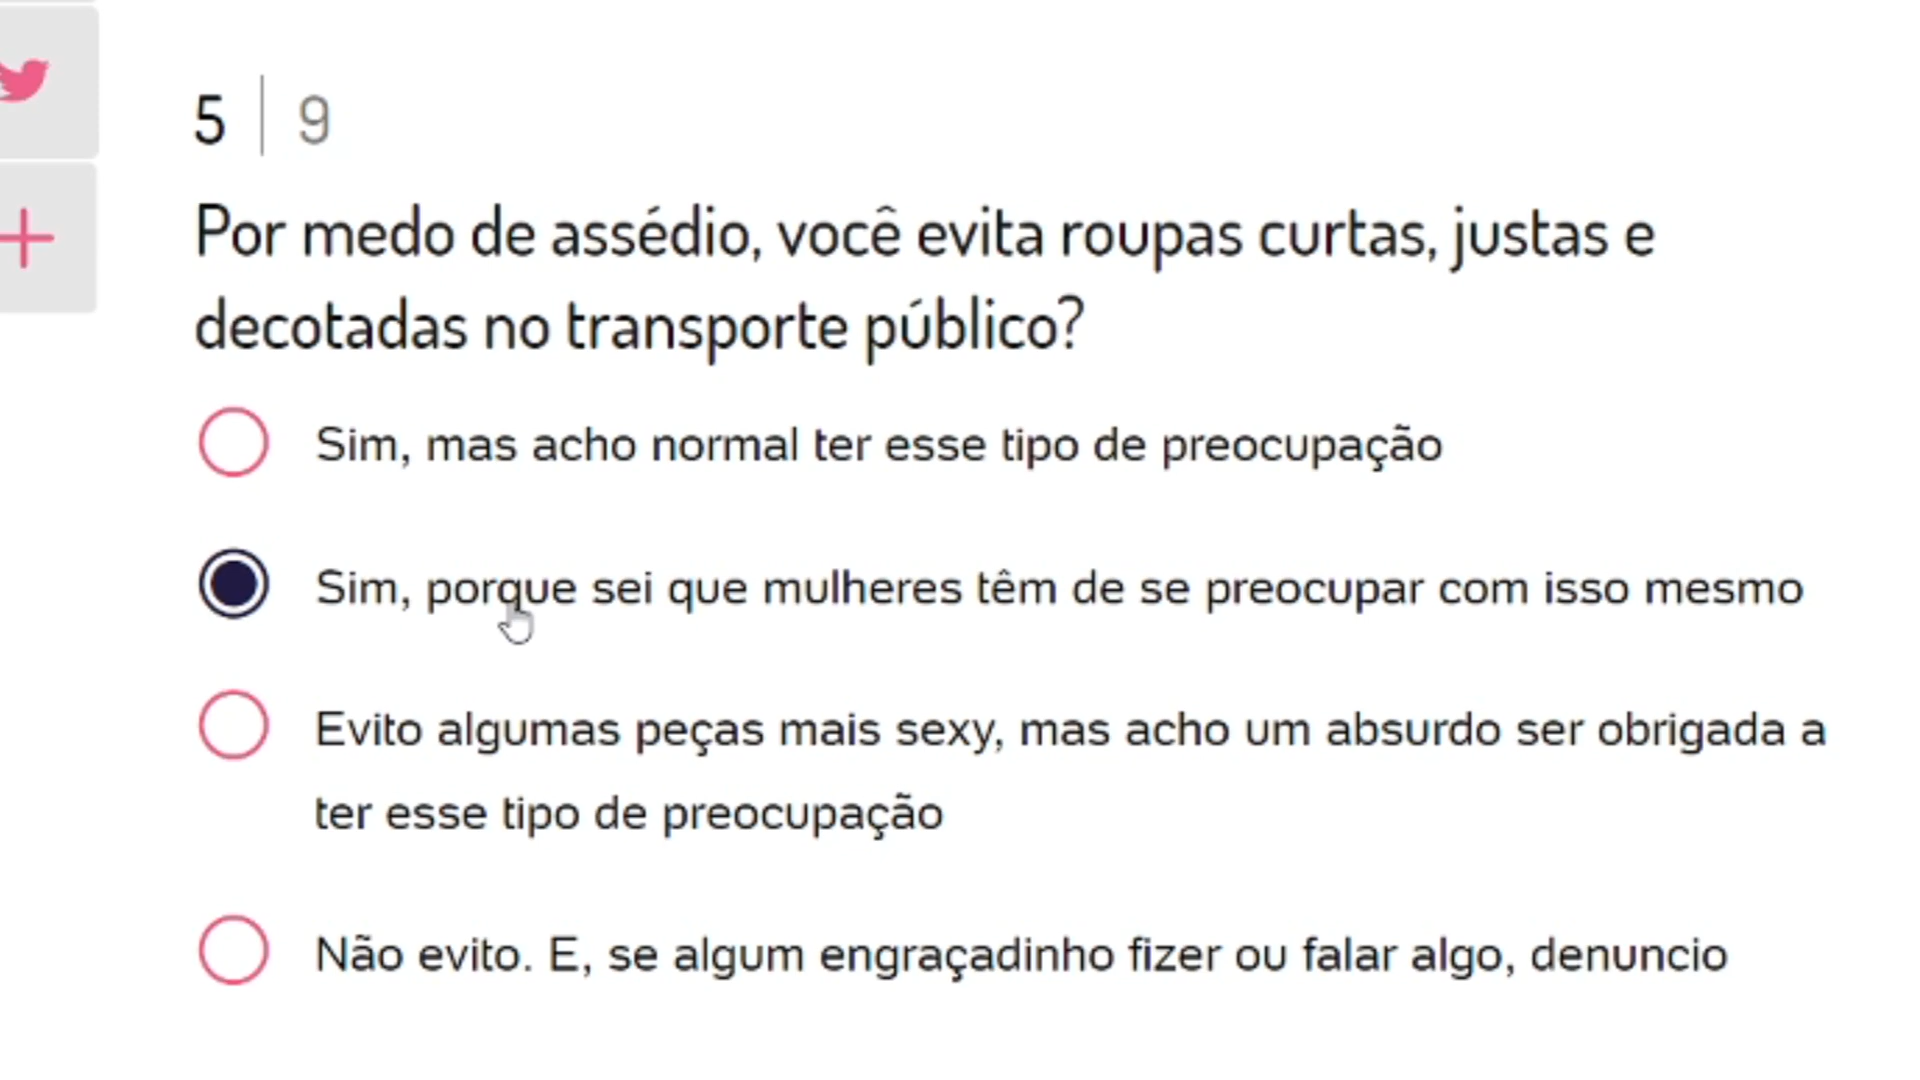 5 | 9
Por medo de assédio, você evita roupas curtas, justas e
decotadas no transporte público?
Sim, mas acho normal ter esse tipo de preocupação
Sim, porque sei que mulheres têm de se preocupar com isso mesmo
Evito algumas peças mais sexy, mas acho um absurdo ser obrigada a
ter esse tipo de preocupação
Não evito. E, se algum engraçadinho fizer ou falar algo, denuncio